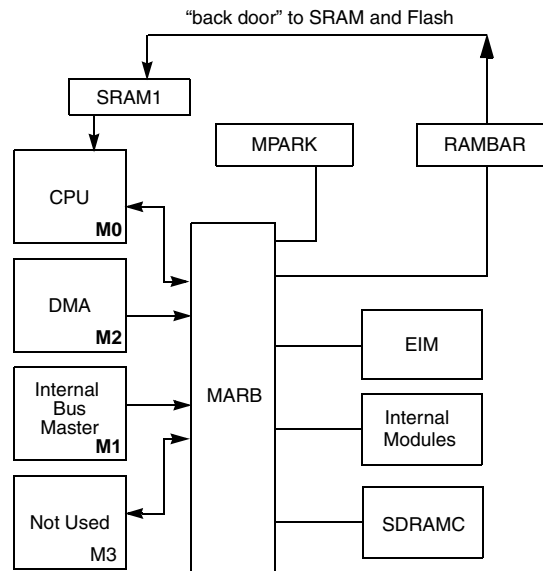 “back door” to SRAM and Flash
SRAM1
MPARK
RAMBAR
CPU
M0
DMA
M2
EIM
Internal
Bus
Master
M1
MARB
Internal
Modules
Not Used
M3
SDRAMC